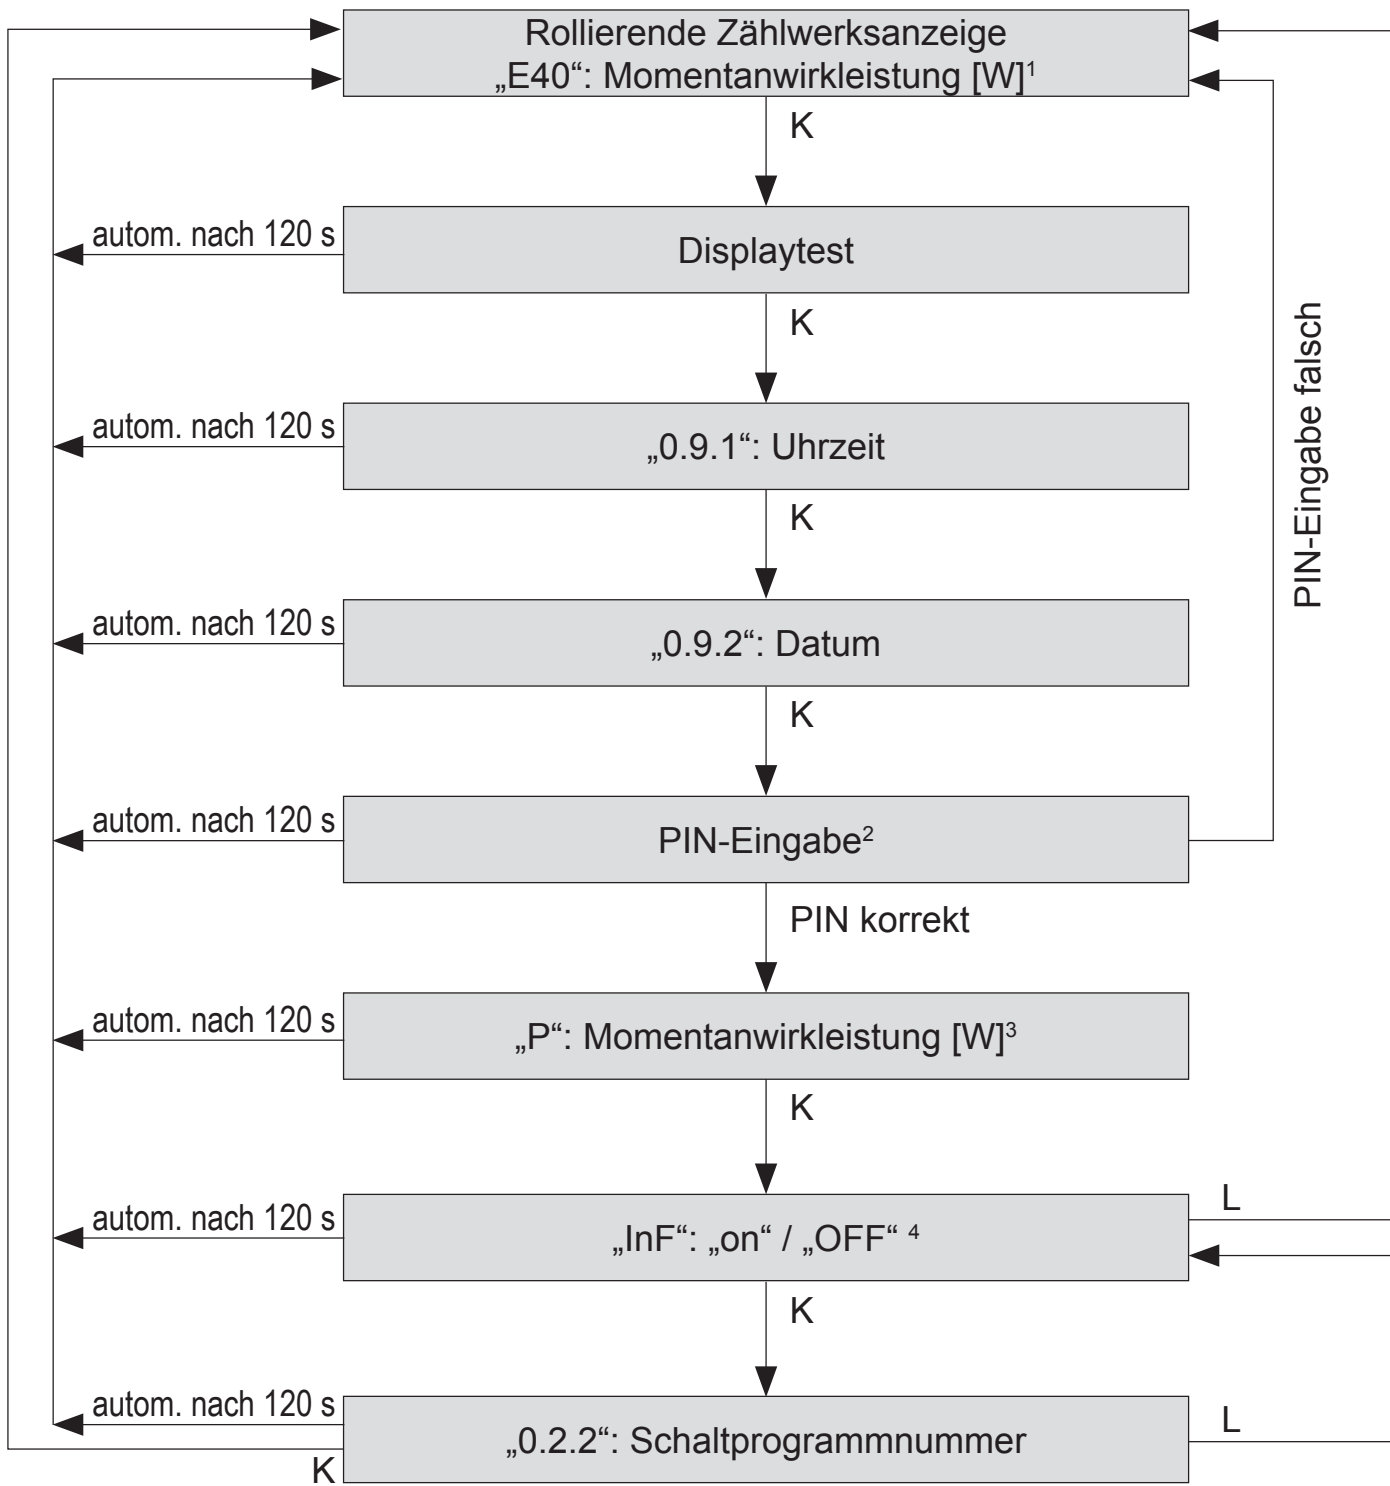 Rollierende Zählwerksanzeige
„E40“: Momentanwirkleistung [W]¹
K
autom. nach 120 s
Displaytest
K
autom. nach 120 s
„0.9.1“: Uhrzeit
K
autom. nach 120 s
„0.9.2“: Datum
K
PIN-Eingabe falsch
autom. nach 120 s
PIN-Eingabe²
PIN korrekt
autom. nach 120 s
„P“: Momentanwirkleistung [W]³
K
autom. nach 120 s
„InF“: „on“ / „OFF“ ⁴
L
K
autom. nach 120 s
„0.2.2“: Schaltprogrammnummer
L
K